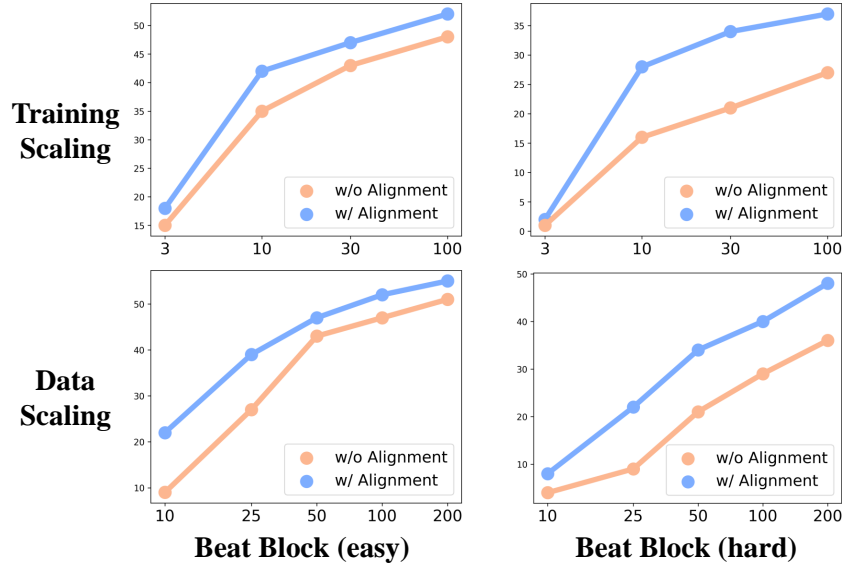 Training
Scaling
50
45
40
35
30
25
20
15
3 10 30 100
w/o Alignment
w/ Alignment
35
30
25
20
15
10
5
0
3 10 30 100
w/o Alignment
w/ Alignment
Data
Scaling
50
40
30
20
10
10 25 50 100 200
w/o Alignment
w/ Alignment
50
40
30
20
10
10 25 50 100 200
w/o Alignment
w/ Alignment
Beat Block (easy)
Beat Block (hard)